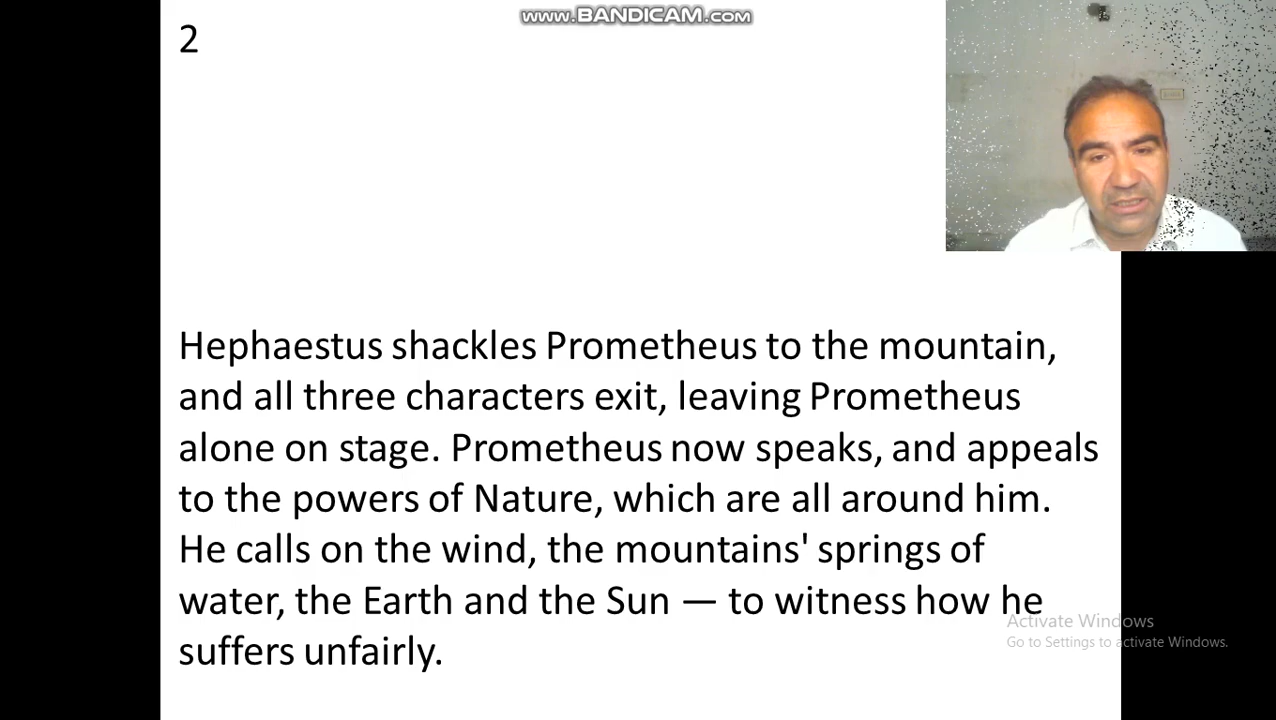 www.BANDICAM.com
2
Hephaestus shackles Prometheus to the mountain,
and all three characters exit, leaving Prometheus
alone on stage. Prometheus now speaks, and appeals
to the powers of Nature, which are all around him.
He calls on the wind, the mountains' springs of
water, the Earth and the Sun — to witness how he
suffers unfairly.
Activate Windows
Go to Settings to activate Windows.